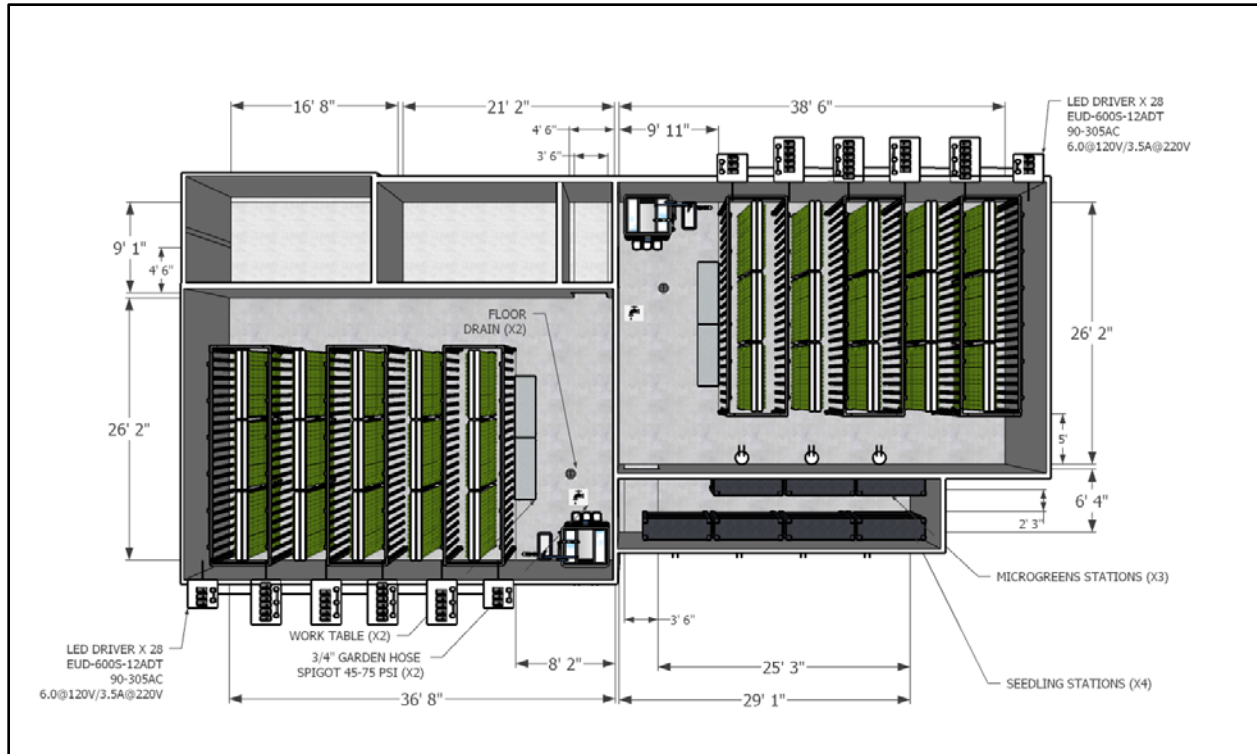 16' 8"
21' 2"
38' 6"
4' 6"
9' 11"
3' 6"
LED DRIVER X 28
EUD-600S-12ADT
90-305AC
6.0@120V/3.5A@220V
9' 1"
4' 6"
FLOOR
DRAIN (X2)
26' 2"
26' 2"
5'
6' 4"
2' 3"
MICROGREENS STATIONS (X3)
3' 6"
WORK TABLE (X2)
3/4" GARDEN HOSE
SPIGOT 45-75 PSI (X2)
8' 2"
25' 3"
SEEDLING STATIONS (X4)
LED DRIVER X 28
EUD-600S-12ADT
90-305AC
6.0@120V/3.5A@220V
36' 8"
29' 1"